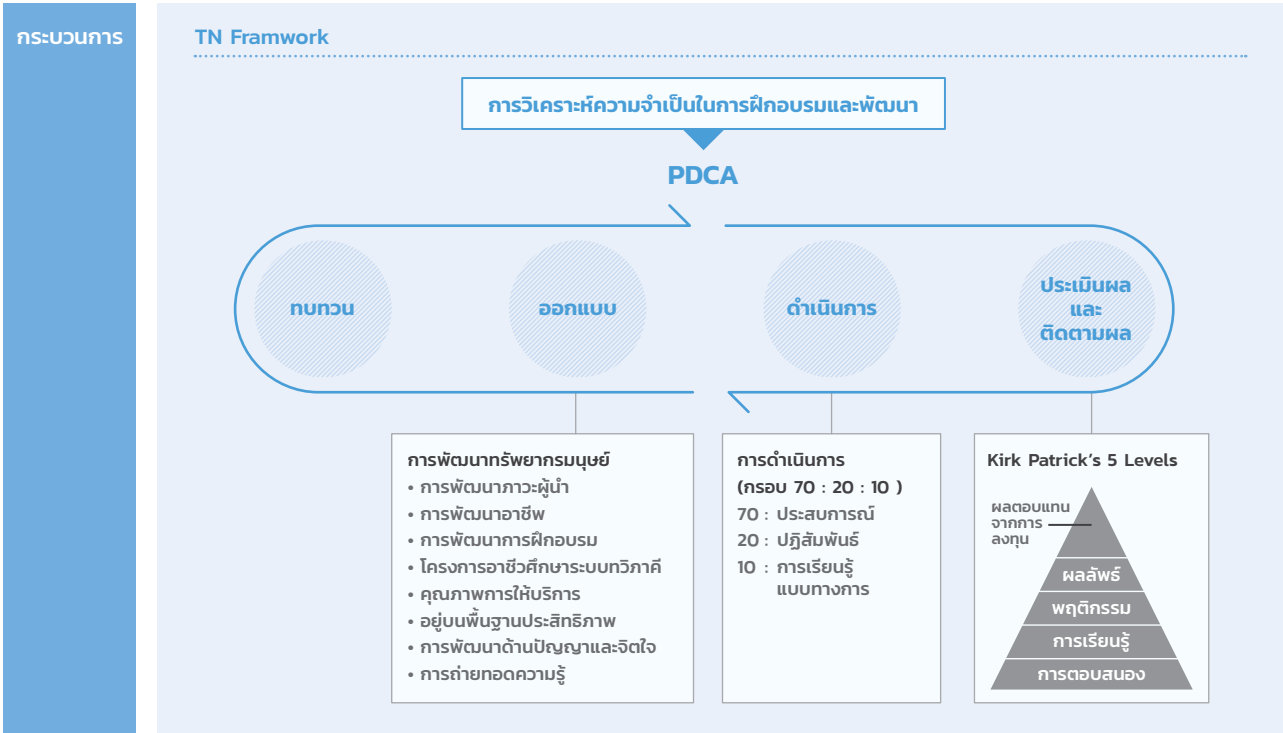 กระบวนการ
TN Framwork
การวิเคราะห์ความจำเป็นในการฝึกอบรมและพัฒนา
PDCA
ทบทวน
ออกแบบ
ดำเนินการ
ประเมินผล
และ
ติดตามผล
การพัฒนาทรัพยากรมนุษย์
• การพัฒนาภาวะผู้นำ
• การพัฒนาอาชีพ
• การพัฒนาการฝึกอบรม
• โครงการอาชีวศึกษาระบบทวิภาคี
• คุณภาพการให้บริการ
• อยู่บนพื้นฐานประสิทธิภาพ
• การพัฒนาด้านปัญญาและจิตใจ
• การถ่ายทอดความรู้
การดำเนินการ
(กรอบ 70 : 20 : 10 )
70 : ประสบการณ์
20 : ปฏิสัมพันธ์
10 : การเรียนรู้
แบบทางการ
Kirk Patrick's 5 Levels
ผลตอบแทน
จากการ
ลงทุน
ผลลัพธ์
พฤติกรรม
การเรียนรู้
การตอบสนอง